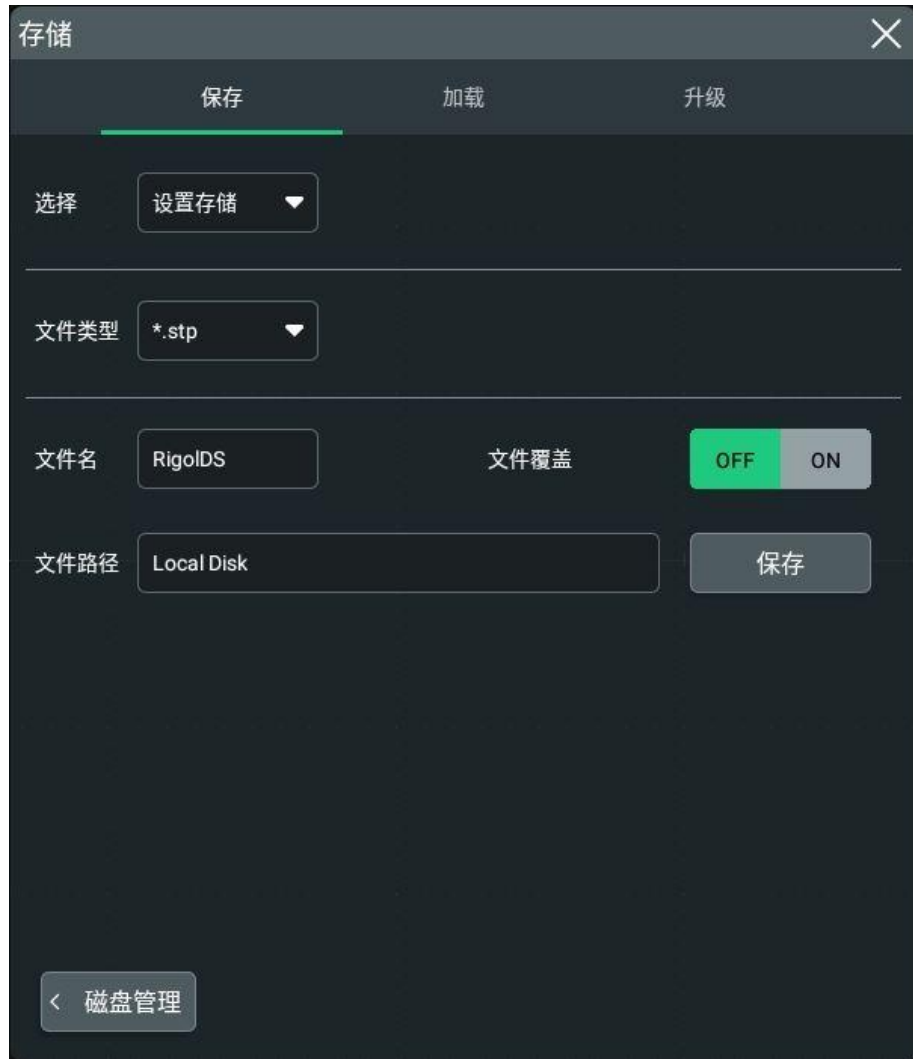 存储
保存 加载 升级
选择 设置存储
文件类型 *.stp
文件名 RigolDS 文件覆盖 OFF ON
文件路径 Local Disk 保存
磁盘管理